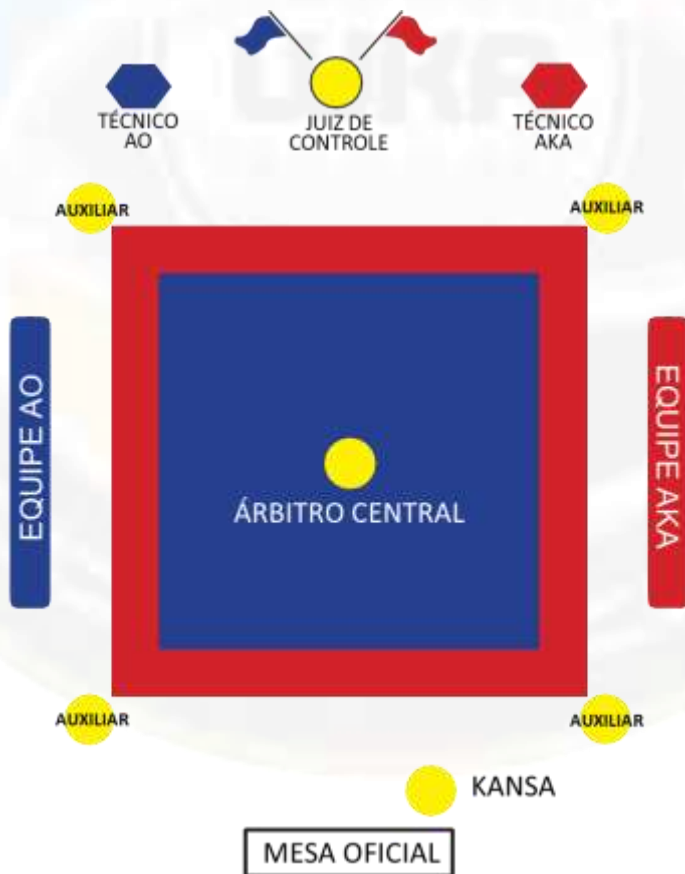 TÉCNICO
AO
JUIZ DE
CONTROLE
TÉCNICO
AKA
AUXILIAR
AUXILIAR
EQUIPE AO
EQUIPE AKA
ÁRBITRO CENTRAL
AUXILIAR
AUXILIAR
KANSA
MESA OFICIAL